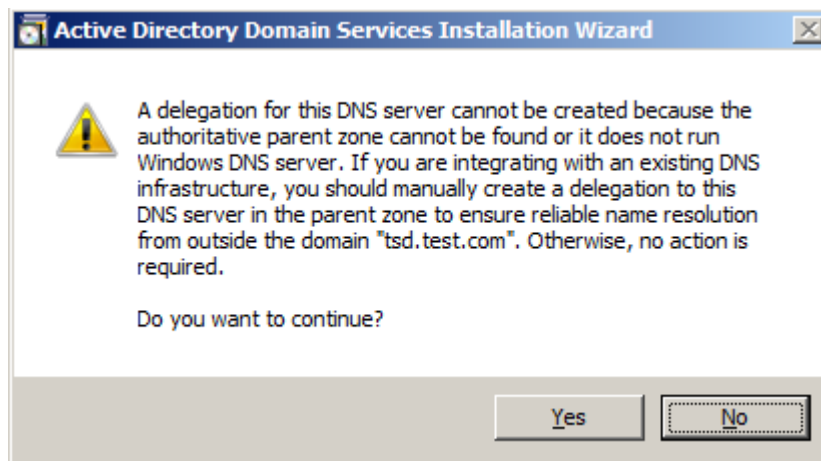 Active Directory Domain Services Installation Wizard
A delegation for this DNS server cannot be created because the
authoritative parent zone cannot be found or it does not run
Windows DNS server. If you are integrating with an existing DNS
infrastructure, you should manually create a delegation to this
DNS server in the parent zone to ensure reliable name resolution
from outside the domain "tsd.test.com". Otherwise, no action is
required.
Do you want to continue?
Yes No